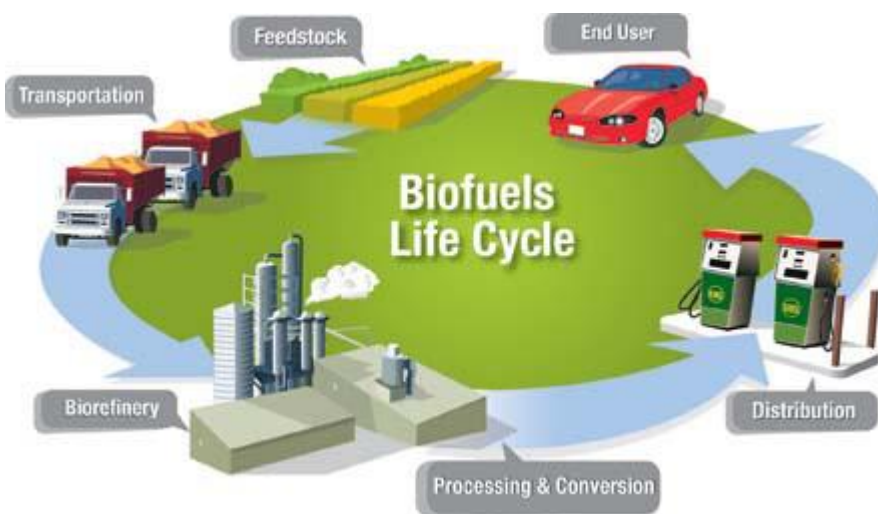 Feedstock
End User
Transportation
Biofuels
Life Cycle
Biorefinery
Distribution
Processing & Conversion